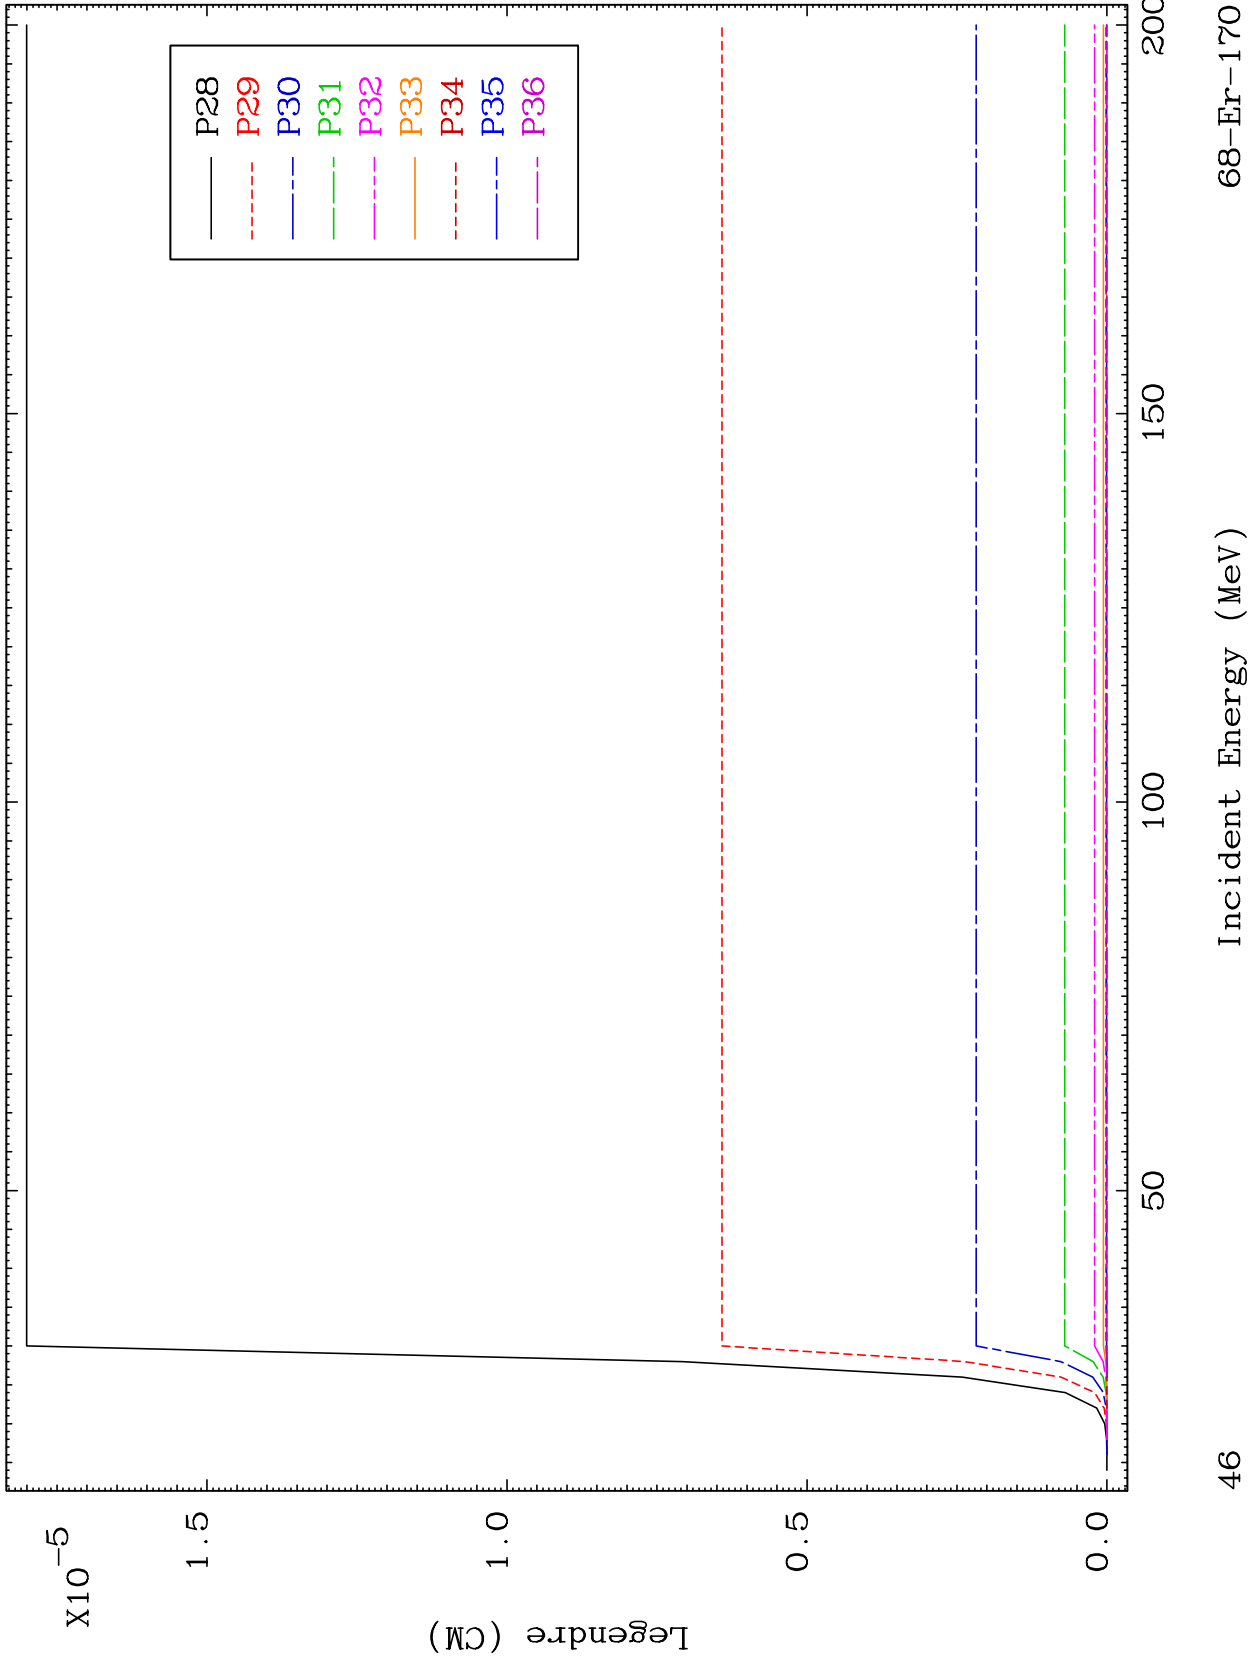 X10-5
1.5
1.0
0.5
0.0
Legendre (CM)
P28
P29
P30
P31
P32
P33
P34
P35
P36
50
100
150
200
Incident Energy (MeV)
46
68-Er-170